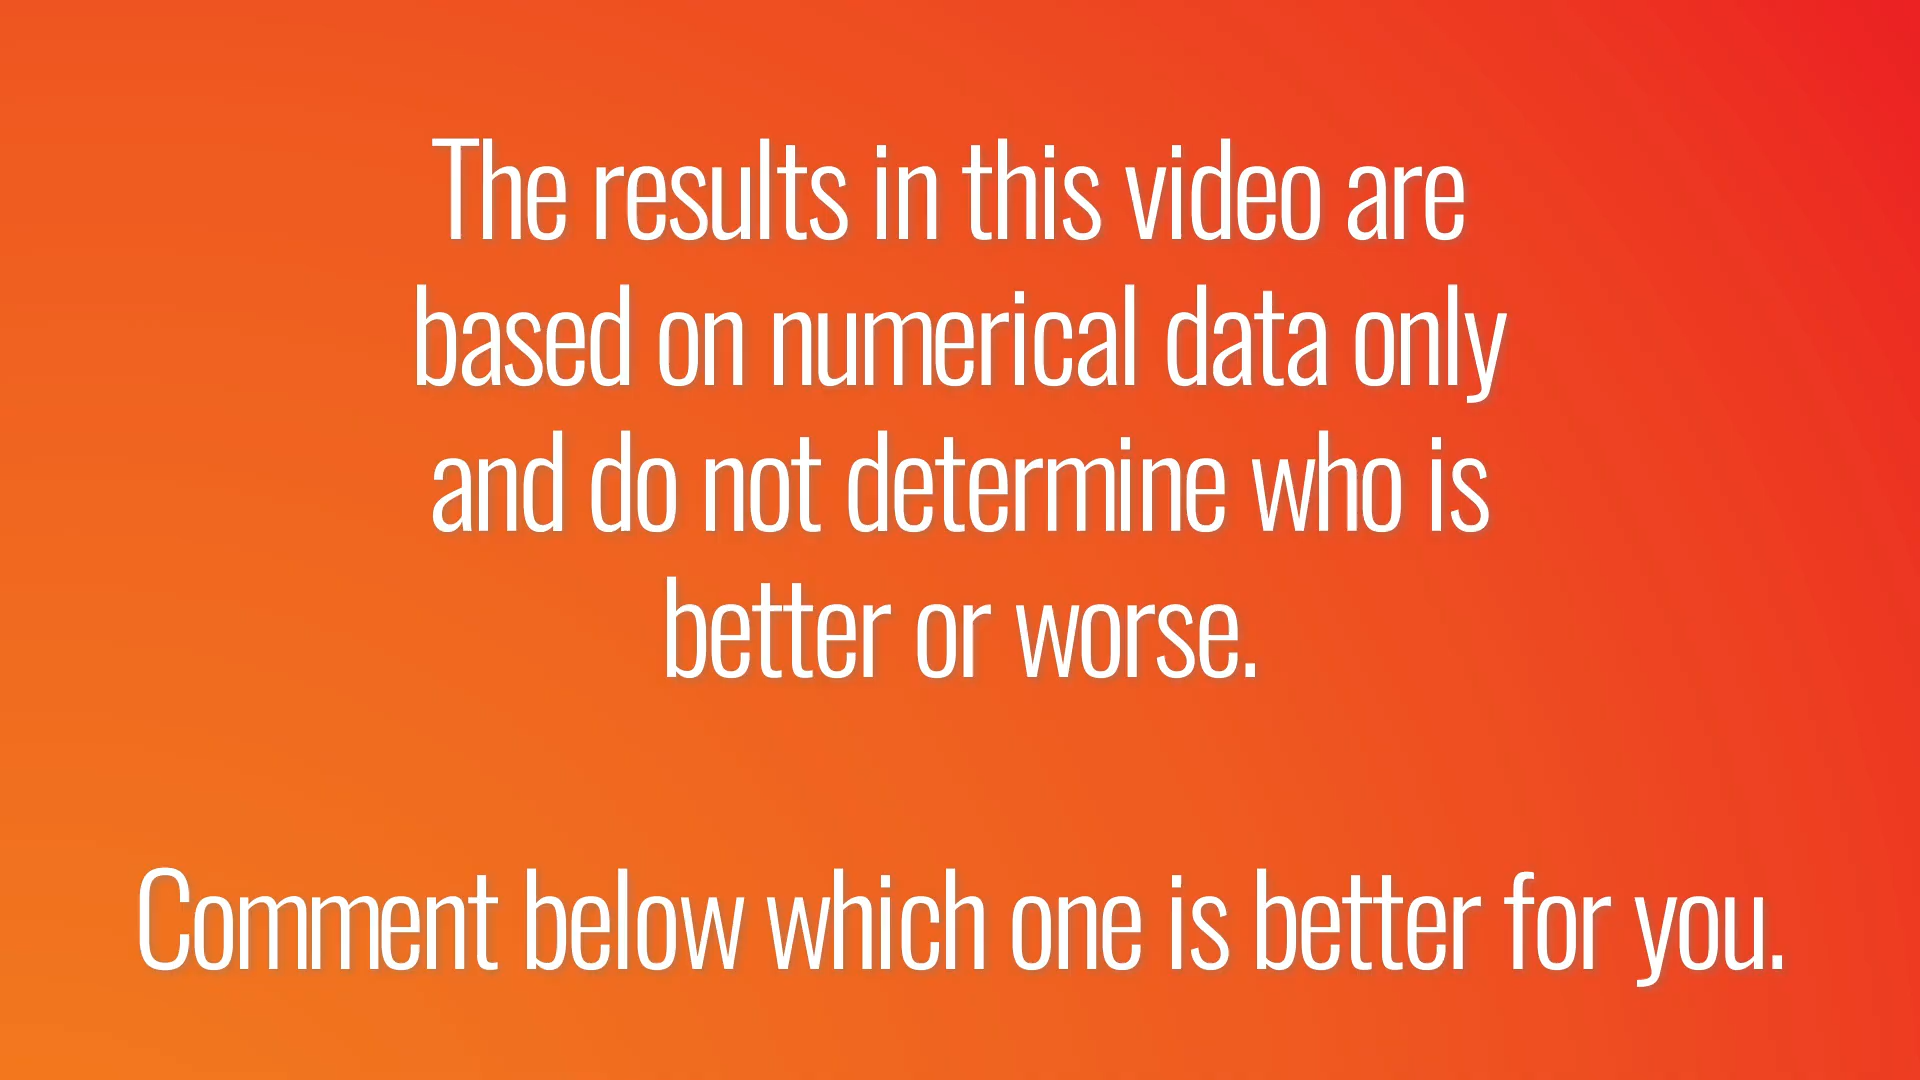 The results in this video are
based on numerical data only
and do not determine who is
better or worse.
Comment below which one is better for you.